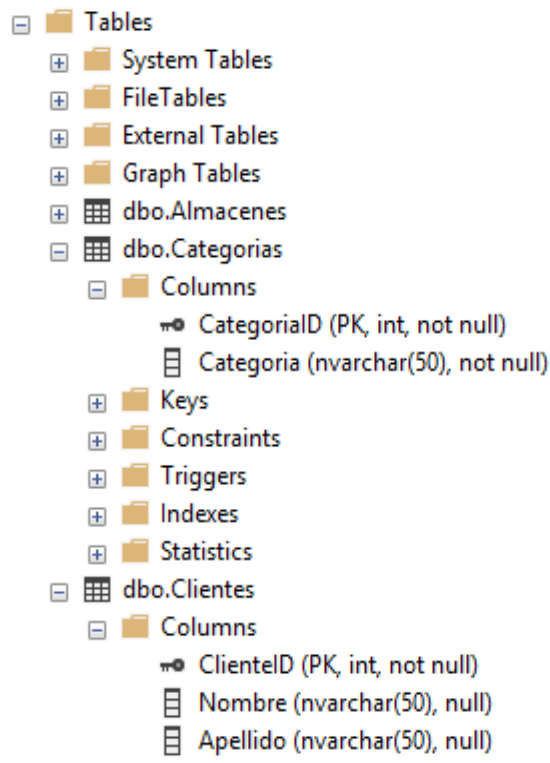 Tables
System Tables
FileTables
External Tables
Graph Tables
dbo.Almacenes
dbo.Categorias
Columns
CategoriaID (PK, int, not null)
Categoria (nvarchar(50), not null)
Keys
Constraints
Triggers
Indexes
Statistics
dbo.Clientes
Columns
ClienteID (PK, int, not null)
Nombre (nvarchar(50), null)
Apellido (nvarchar(50), null)